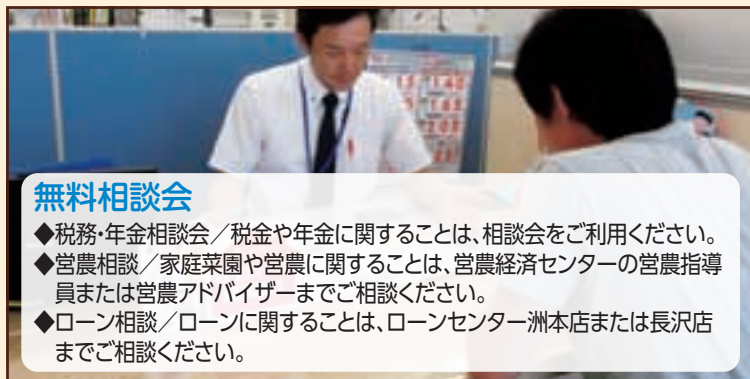 無料相談会
◆税務・年金相談会／税金や年金に関することは、相談会をご利用ください。
◆営農相談／家庭菜園や営農に関することは、営農経済センターの営農指導
員または営農アドバイザーまでご相談ください。
◆ローン相談／ローンに関することは、ローンセンター洲本店または長沢店
までご相談ください。